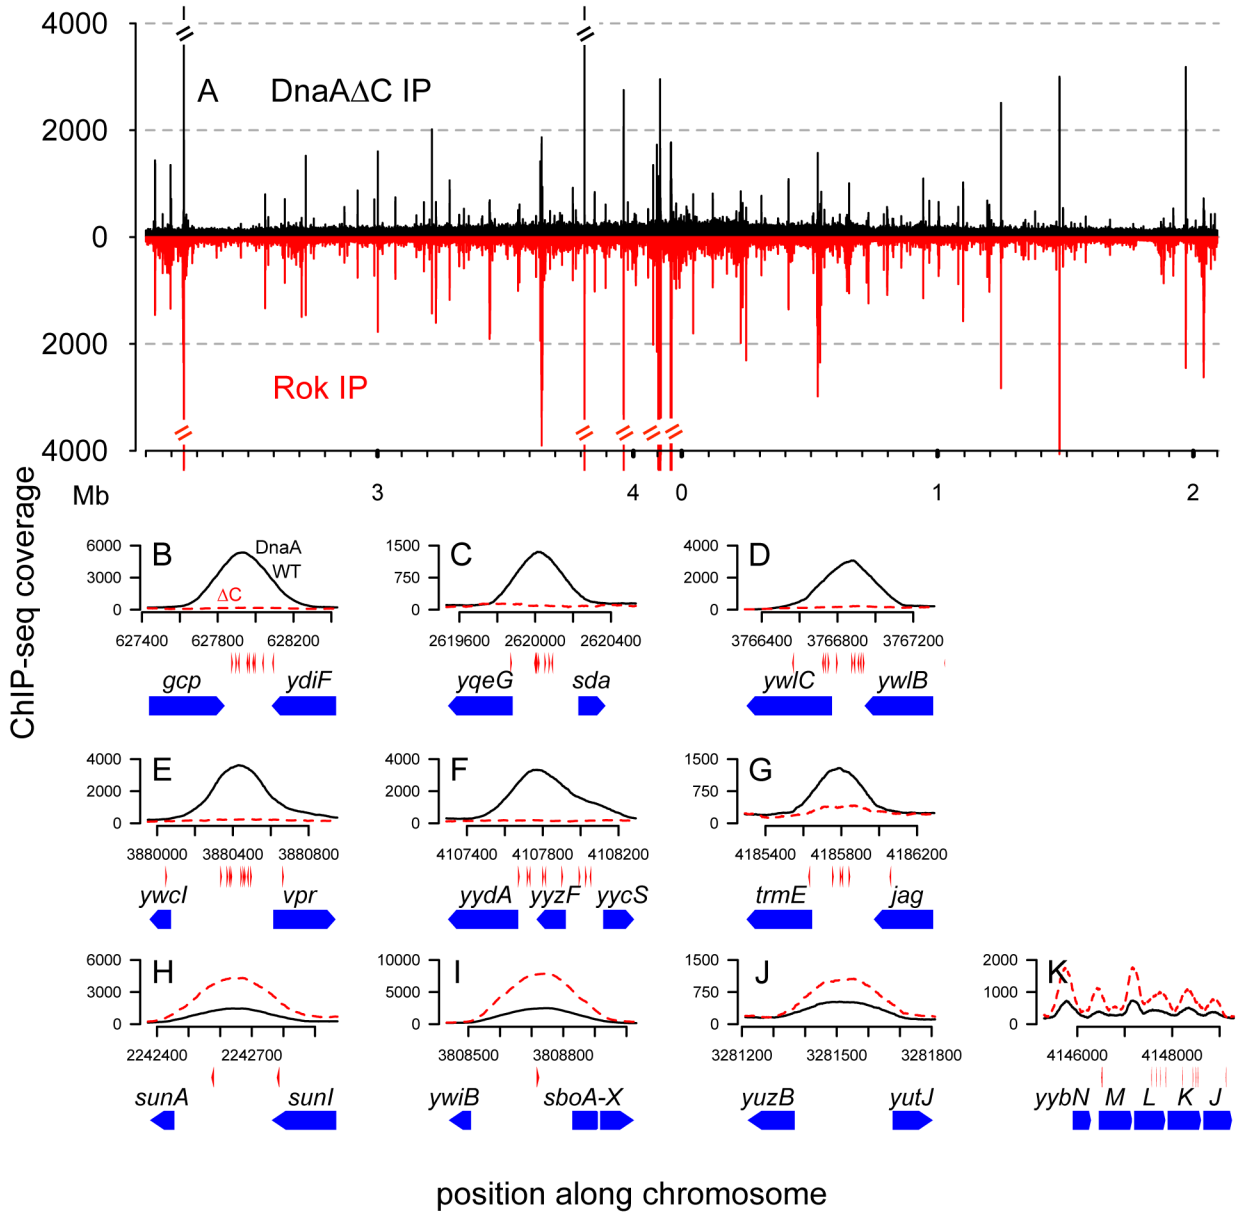 4000
2000
0
2000
4000
A
DnaAΔC IP
Rok IP
Mb
3
4
0
1
2
ChIP-seq coverage
B
6000
3000
0
DnaA
WT
ΔC
627400
627800
628200
gcp
ydiF
C
1500
750
0
2619600
2620000
2620400
yqeG
sda
D
4000
2000
0
3766400
3766800
3767200
ywlC
ywlB
E
4000
2000
0
3880000
3880400
3880800
ywcI
vpr
F
4000
2000
0
4107400
4107800
4108200
yydA
yyzF
yycS
G
1500
750
0
4185400
4185800
4186200
trmE
jag
H
6000
3000
0
2242400
2242700
sunA
sunI
I
10000
5000
0
3808500
3808800
ywiB
sboA-X
J
1500
750
0
3281200
3281500
3281800
yuzB
yutJ
K
2000
1000
0
4146000
4148000
yybN
M
L
K
J
position along chromosome